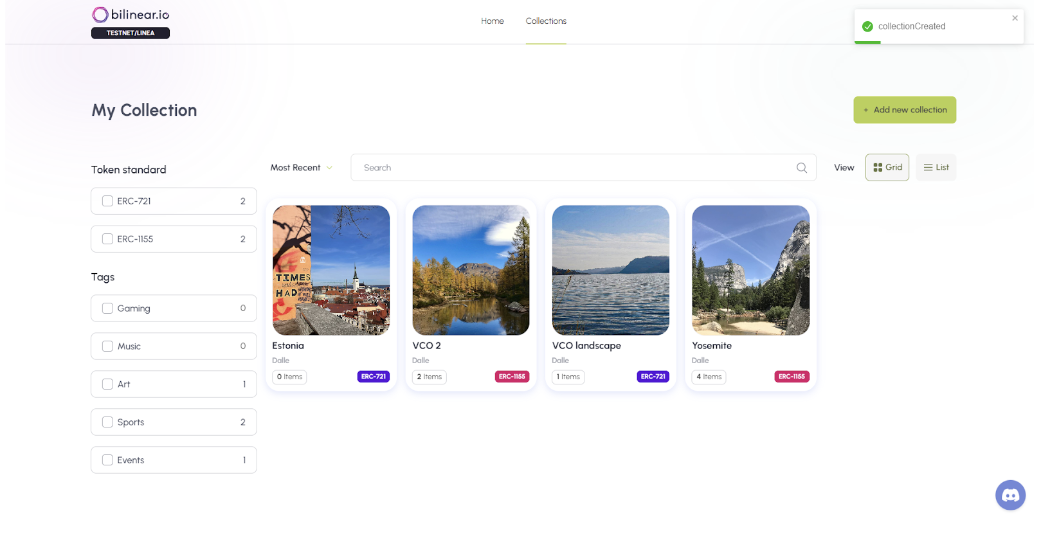 bilinear.io
TESTNET/LINEA
Home
Collections
collectionCreated
My Collection
+ Add new collection
Token standard
ERC-721 2
ERC-1155 2
Tags
Gaming 0
Music 0
Art 1
Sports 2
Events 1
Most Recent
Search
View
Grid
List
TIMES
HAD
Estonia
Dalle
0 Items
ERC-721
VCO 2
Dalle
2 Items
ERC-1155
VCO landscape
Dalle
1 Items
ERC-721
Yosemite
Dalle
4 Items
ERC-1155